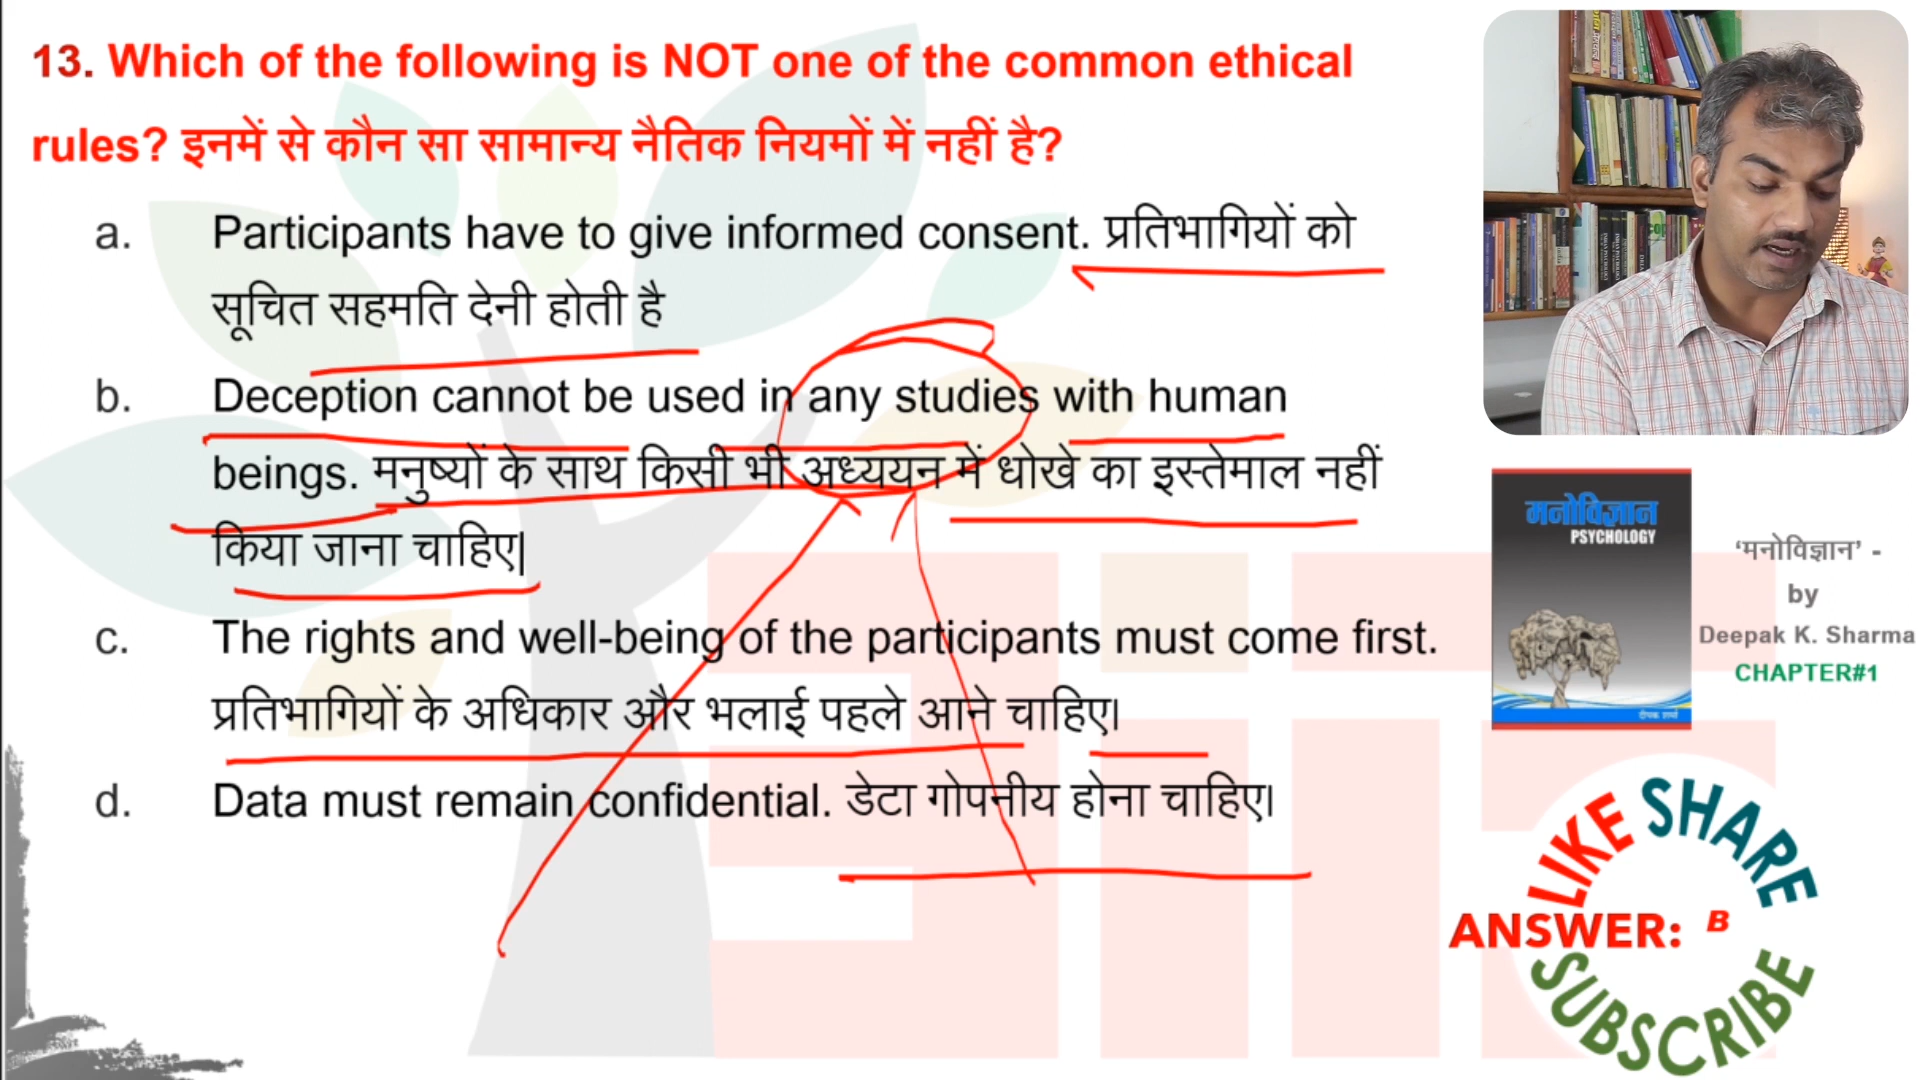 13. Which of the following is NOT one of the common ethical
rules? इनमें से कौन सा सामान्य नैतिक नियमों में नहीं है?
a. Participants have to give informed consent. प्रतिभागियों को
सूचित सहमति देनी होती है
b. Deception cannot be used in any studies with human
beings. मनुष्यों के साथ किसी भी अध्ययन में धोखे का इस्तेमाल नहीं
किया जाना चाहिए|
c. The rights and well-being of the participants must come first.
प्रतिभागियों के अधिकार और भलाई पहले आने चाहिए।
d. Data must remain confidential. डेटा गोपनीय होना चाहिए।
मनोविज्ञान
PSYCHOLOGY
दीपक शर्मा
‘मनोविज्ञान’ -
by
Deepak K. Sharma
CHAPTER#1
LIKE SHARE
ANSWER: B
SUBSCRIBE